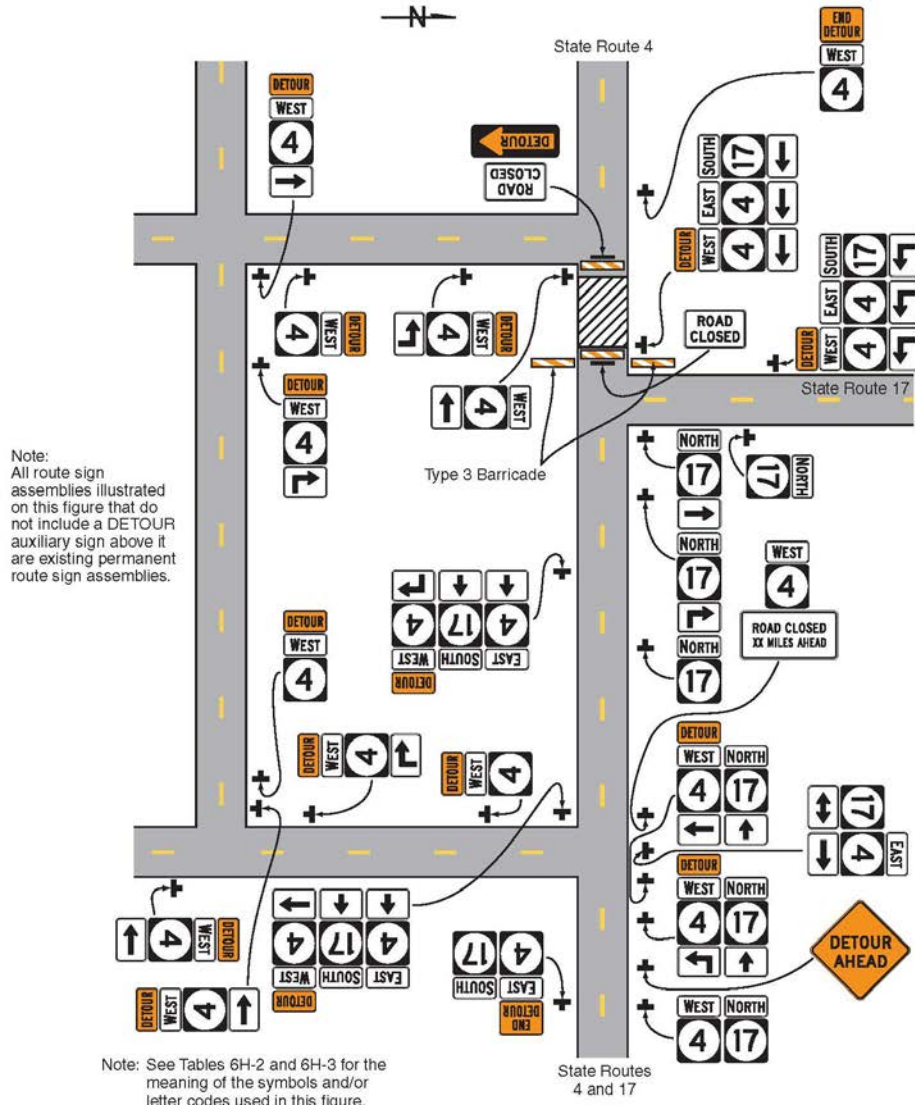 N
State Route 4
END
DETOUR
WEST
4
DETOUR
WEST
4
DETOUR
ROAD
CLOSED
SOUTH
17
EAST
4
DETOUR
WEST
4
SOUTH
17
EAST
4
DETOUR
WEST
4
ROAD
CLOSED
State Route 17
4
WEST
DETOUR
4
WEST
DETOUR
4
WEST
DETOUR
WEST
4
Type 3 Barricade
Note:
All route sign
assemblies illustrated
on this figure that do
not include a DETOUR
auxiliary sign above it
are existing permanent
route sign assemblies.
NORTH
17
17
NORTH
NORTH
17
NORTH
17
WEST
4
ROAD CLOSED
XX MILES AHEAD
DETOUR
WEST
4
SOUTH
17
EAST
4
DETOUR
WEST
4
DETOUR
WEST
4
DETOUR
WEST
4
DETOUR
WEST NORTH
4 17
17
4
EAST
DETOUR
WEST NORTH
4 17
DETOUR
AHEAD
WEST NORTH
4 17
4
WEST
DETOUR
DETOUR
WEST
4
DETOUR
WEST
4
SOUTH
17
EAST
4
END
DETOUR
EAST
4
SOUTH
17
Note: See Tables 6H-2 and 6H-3 for the
meaning of the symbols and/or
letter codes used in this figure.
State Routes
4 and 17